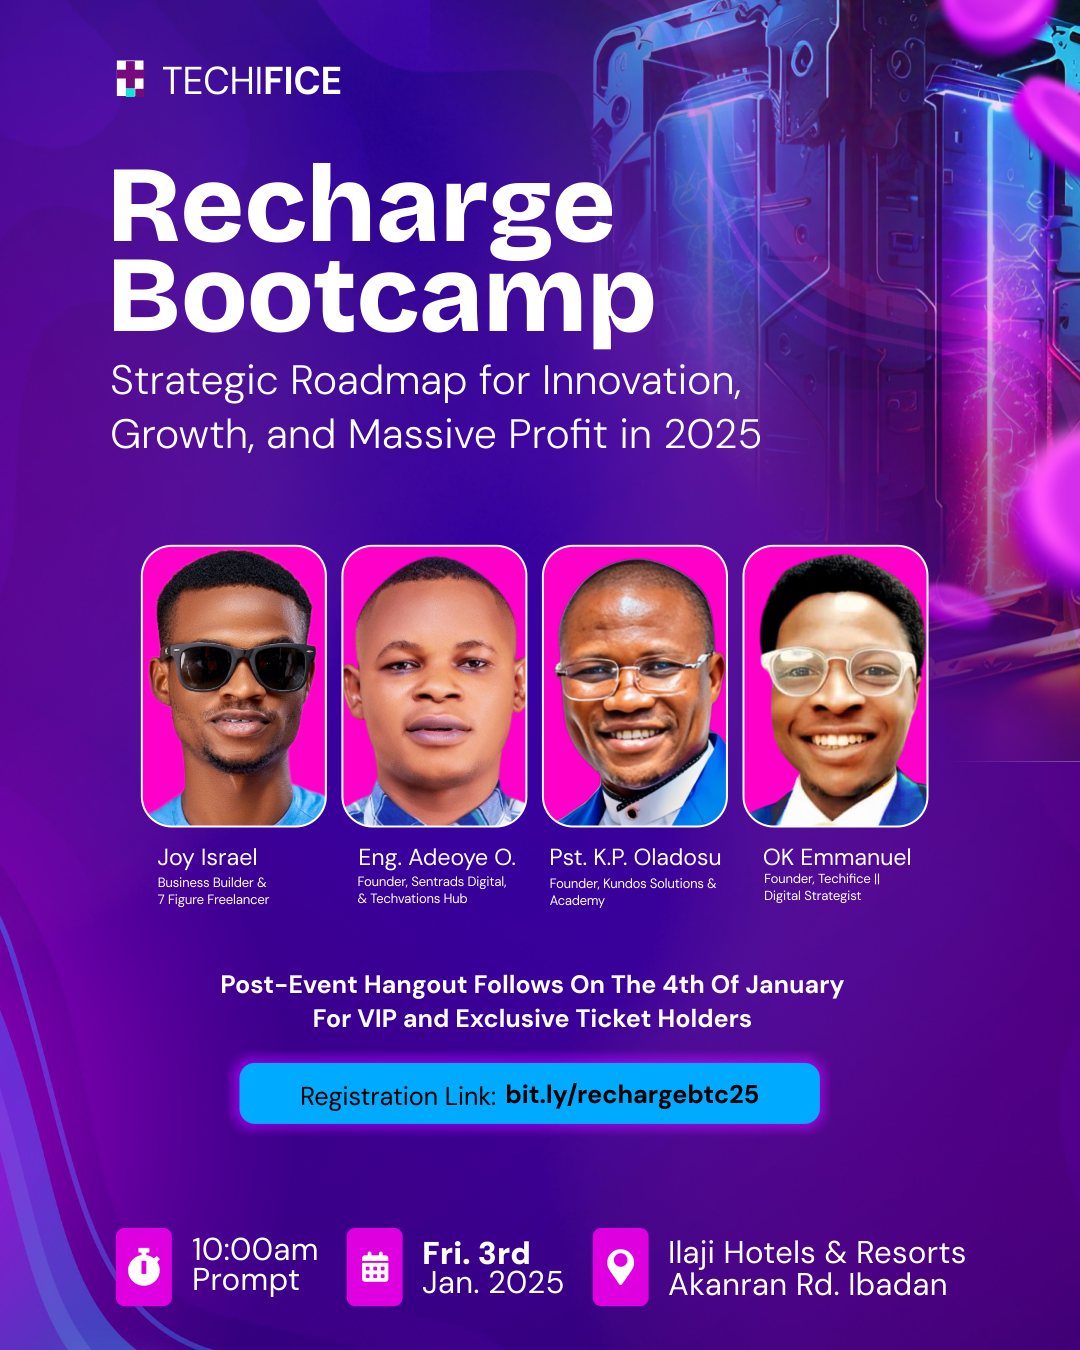 TECHIFICE
Recharge
Bootcamp
Strategic Roadmap for Innovation,
Growth, and Massive Profit in 2025
Joy Israel
Business Builder &
7 Figure Freelancer
Eng. Adeoye O.
Founder, Sentrads Digital,
& Techvations Hub
Pst. K.P. Oladosu
Founder, Kundos Solutions &
Academy
OK Emmanuel
Founder, Techifice ||
Digital Strategist
Post-Event Hangout Follows On The 4th Of January
For VIP and Exclusive Ticket Holders
Registration Link: bit.ly/rechargebtc25
10:00am
Prompt
Fri. 3rd
Jan. 2025
Ilaji Hotels & Resorts
Akanran Rd. Ibadan